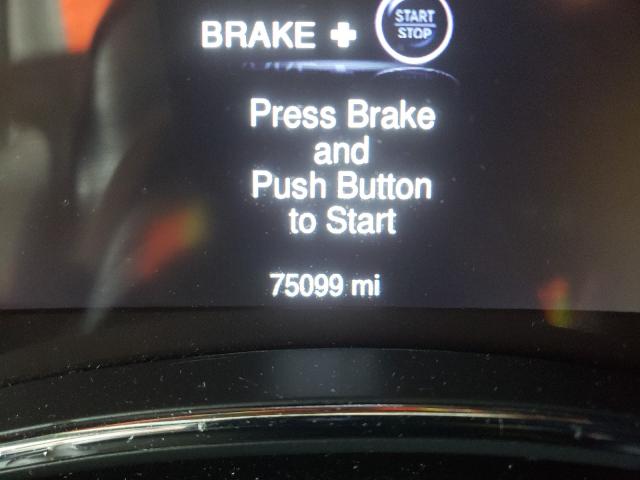 BRAKE + START
STOP
Press Brake
and
Push Button
to Start
75099 mi